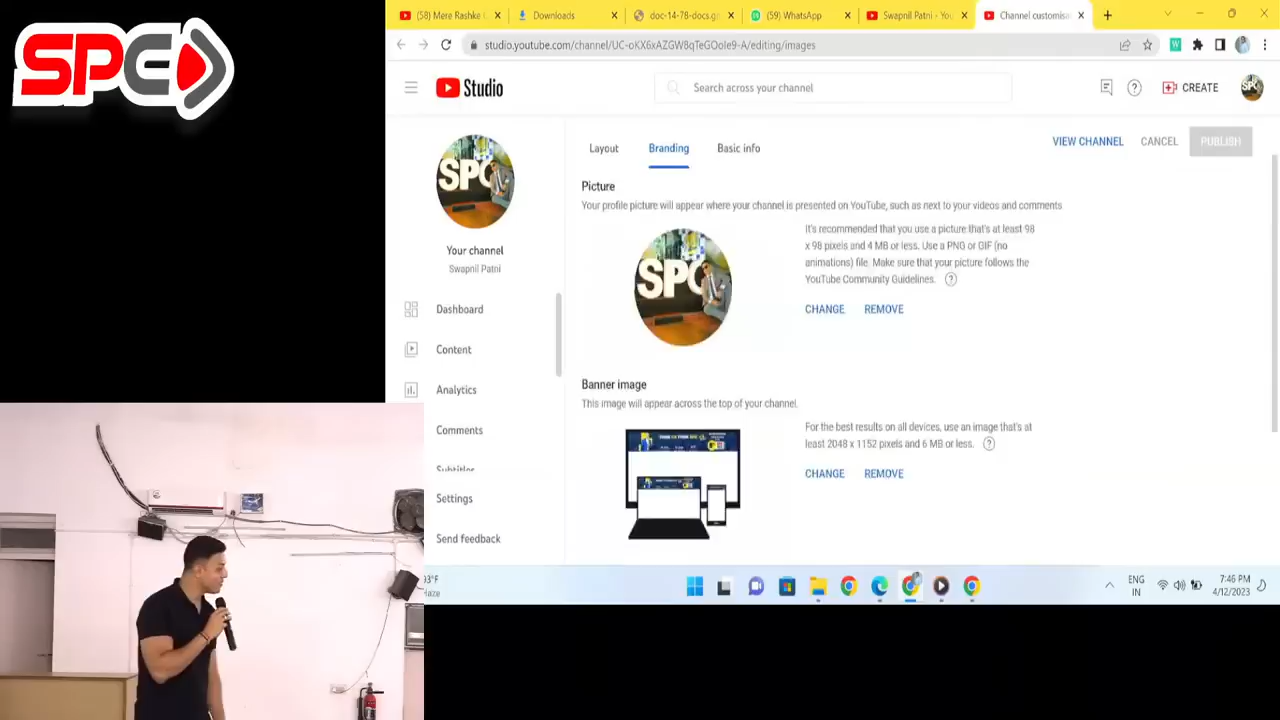 SPE
(58) Mere Rashke
Downloads
doc-14-78-docs.g
(59) WhatsApp
Swapnil Patni - You
Channel customisa
studio.youtube.com/channel/UC-oKX6xAZGW8qTeGOole9-A/editing/images
Studio
Search across your channel
CREATE
Your channel
Swapnil Patni
Dashboard
Content
Analytics
Comments
Subtitles
Settings
Send feedback
Layout
Branding
Basic info
VIEW CHANNEL
CANCEL
PUBLISH
Picture
Your profile picture will appear where your channel is presented on YouTube, such as next to your videos and comments
SPC
It's recommended that you use a picture that's at least 98
x 98 pixels and 4 MB or less. Use a PNG or GIF (no
animations) file. Make sure that your picture follows the
YouTube Community Guidelines.
CHANGE
REMOVE
Banner image
This image will appear across the top of your channel.
For the best results on all devices, use an image that's at
least 2048 x 1152 pixels and 6 MB or less.
CHANGE
REMOVE
93°F
Haze
ENG
IN
7:46 PM
4/12/2023